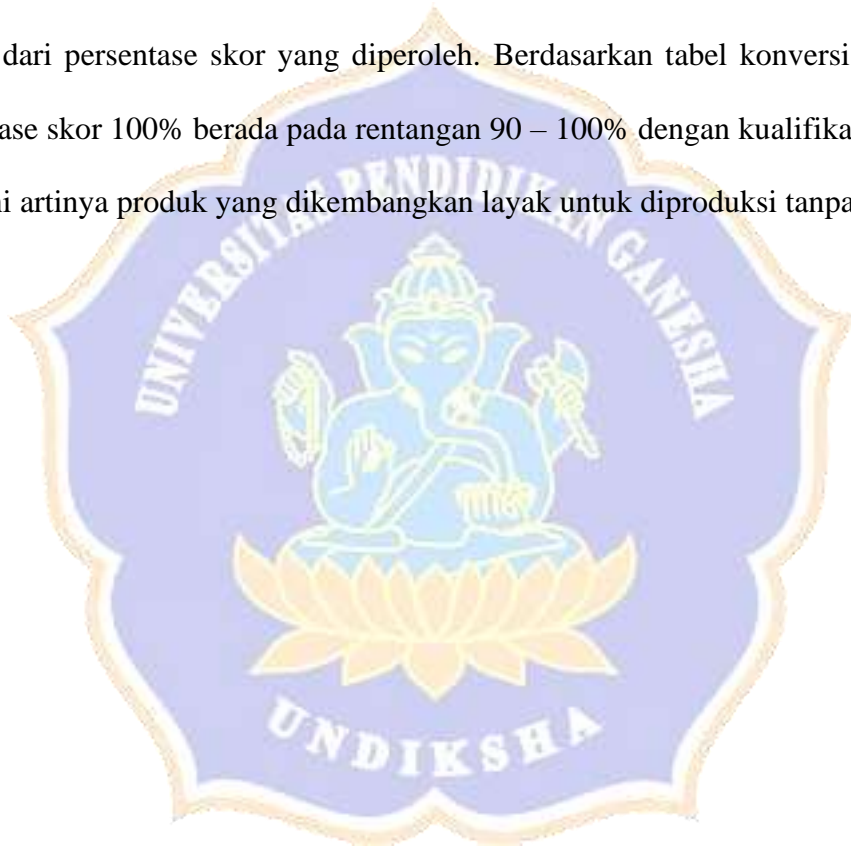 dari persentase skor yang diperoleh. Berdasarkan tabel konversi
ase skor 100% berada pada rentangan 90 – 100% dengan kualifika
i artinya produk yang dikembangkan layak untuk diproduksi tanpa
UNIVERSITAS PENDIDIKAN GANESHA
UNDIKSHA